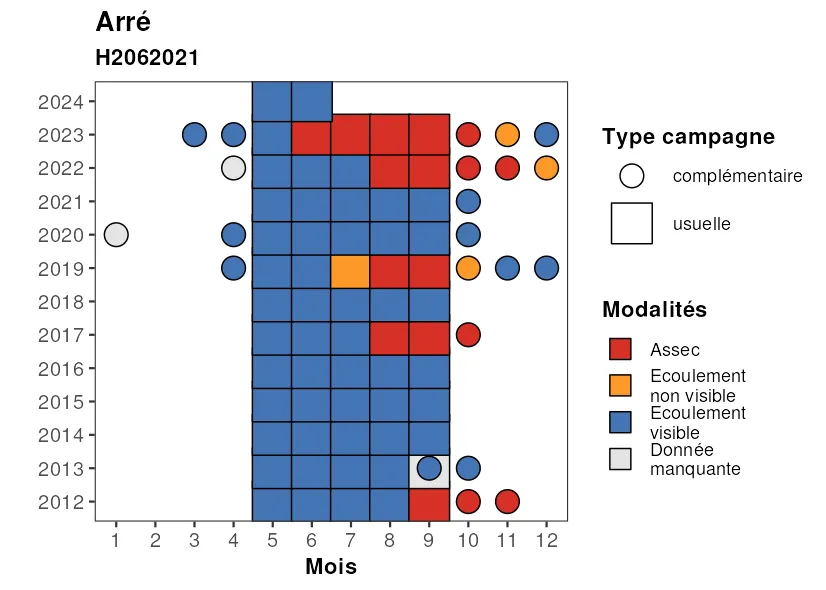 Arré
H2062021
2024
2023
2022
2021
2020
2019
2018
2017
2016
2015
2014
2013
2012
1 2 3 4 5 6 7 8 9 10 11 12
Mois
Type campagne
complémentaire
usuelle
Modalités
Assec
Ecoulement
non visible
Ecoulement
visible
Donnée
manquante